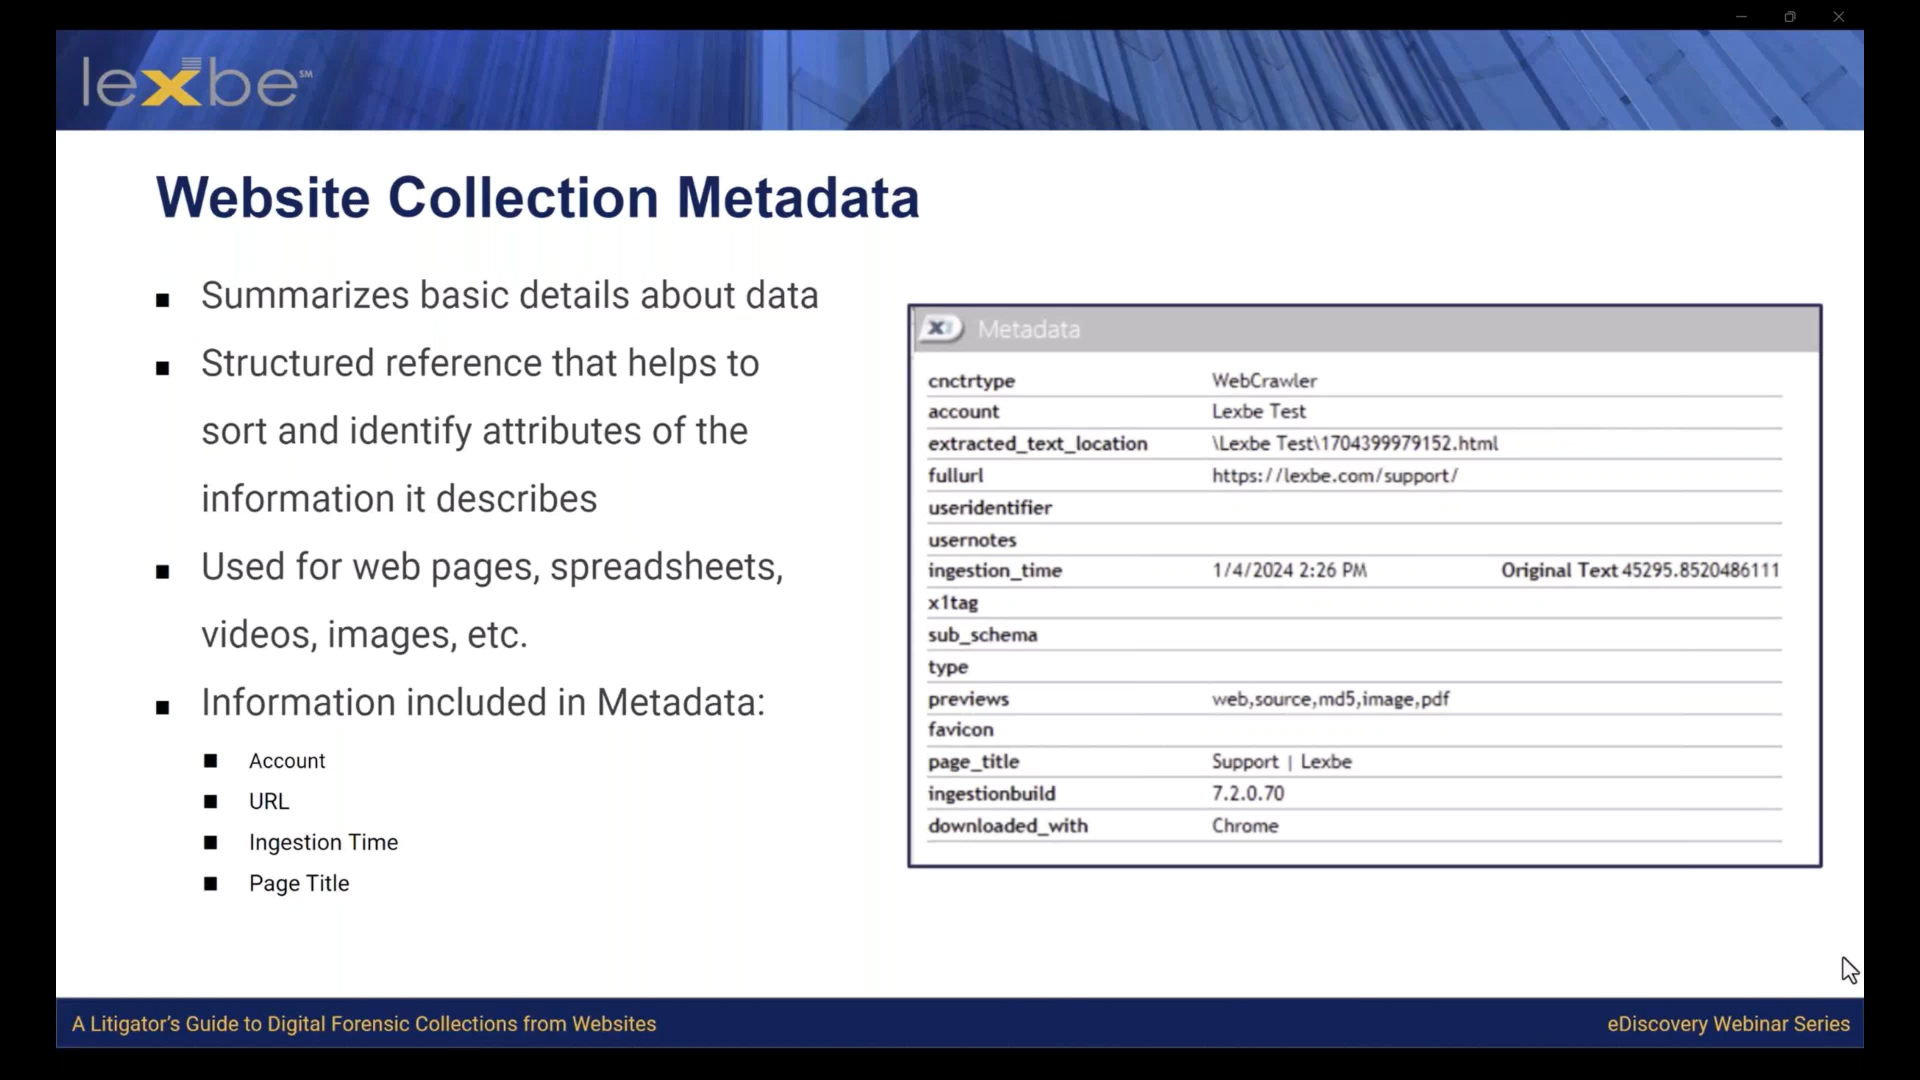 lexbe SM
Website Collection Metadata
■ Summarizes basic details about data
■ Structured reference that helps to
sort and identify attributes of the
information it describes
■ Used for web pages, spreadsheets,
videos, images, etc.
■ Information included in Metadata:
■ Account
■ URL
■ Ingestion Time
■ Page Title
X1 Metadata
cnctrtype WebCrawler
account Lexbe Test
extracted_text_location \Lexbe Test\1704399979152.html
fullurl https://lexbe.com/support/
useridentifier
usernotes
ingestion_time 1/4/2024 2:26 PM Original Text 45295.8520486111
x1tag
sub_schema
type
previews web,source,md5,image,pdf
favicon
page_title Support | Lexbe
ingestionbuild 7.2.0.70
downloaded_with Chrome
A Litigator’s Guide to Digital Forensic Collections from Websites
eDiscovery Webinar Series